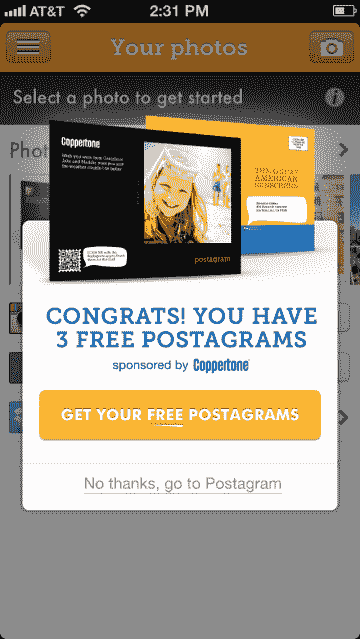 AT&T 2:31 PM
Your photos
Select a photo to get started
Phot
Coppertone
postagram
CONGRATS! YOU HAVE
3 FREE POSTAGRAMS
sponsored by Coppertone
GET YOUR FREE POSTAGRAMS
No thanks, go to Postagram